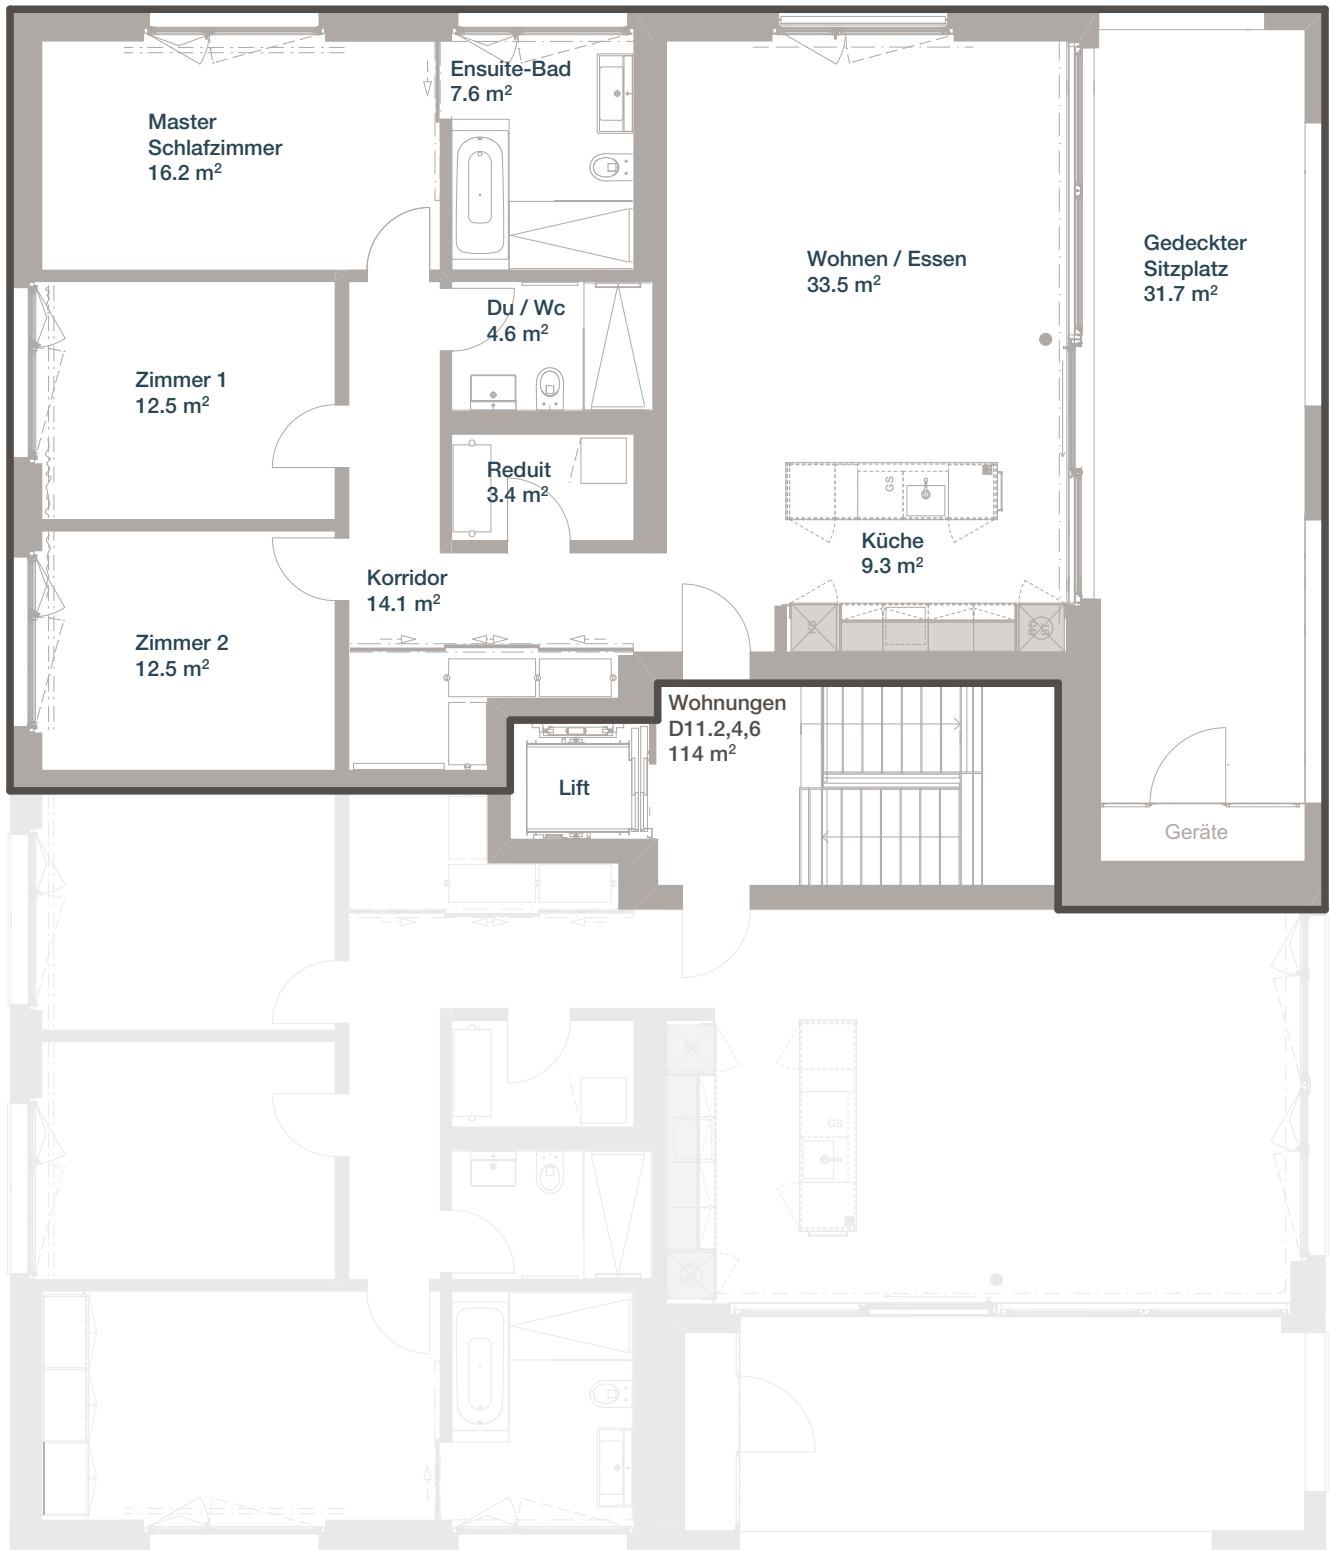 Ensuite-Bad
7.6 m²
Master
Schlafzimmer
16.2 m²
Wohnen / Essen
33.5 m²
Gedeckter
Sitzplatz
31.7 m²
Du / Wc
4.6 m²
Zimmer 1
12.5 m²
Reduit
3.4 m²
GS
Küche
9.3 m²
Korridor
14.1 m²
KS
BO
ST
Zimmer 2
12.5 m²
Wohnungen
D11.2,4,6
114 m²
Lift
Geräte
GS